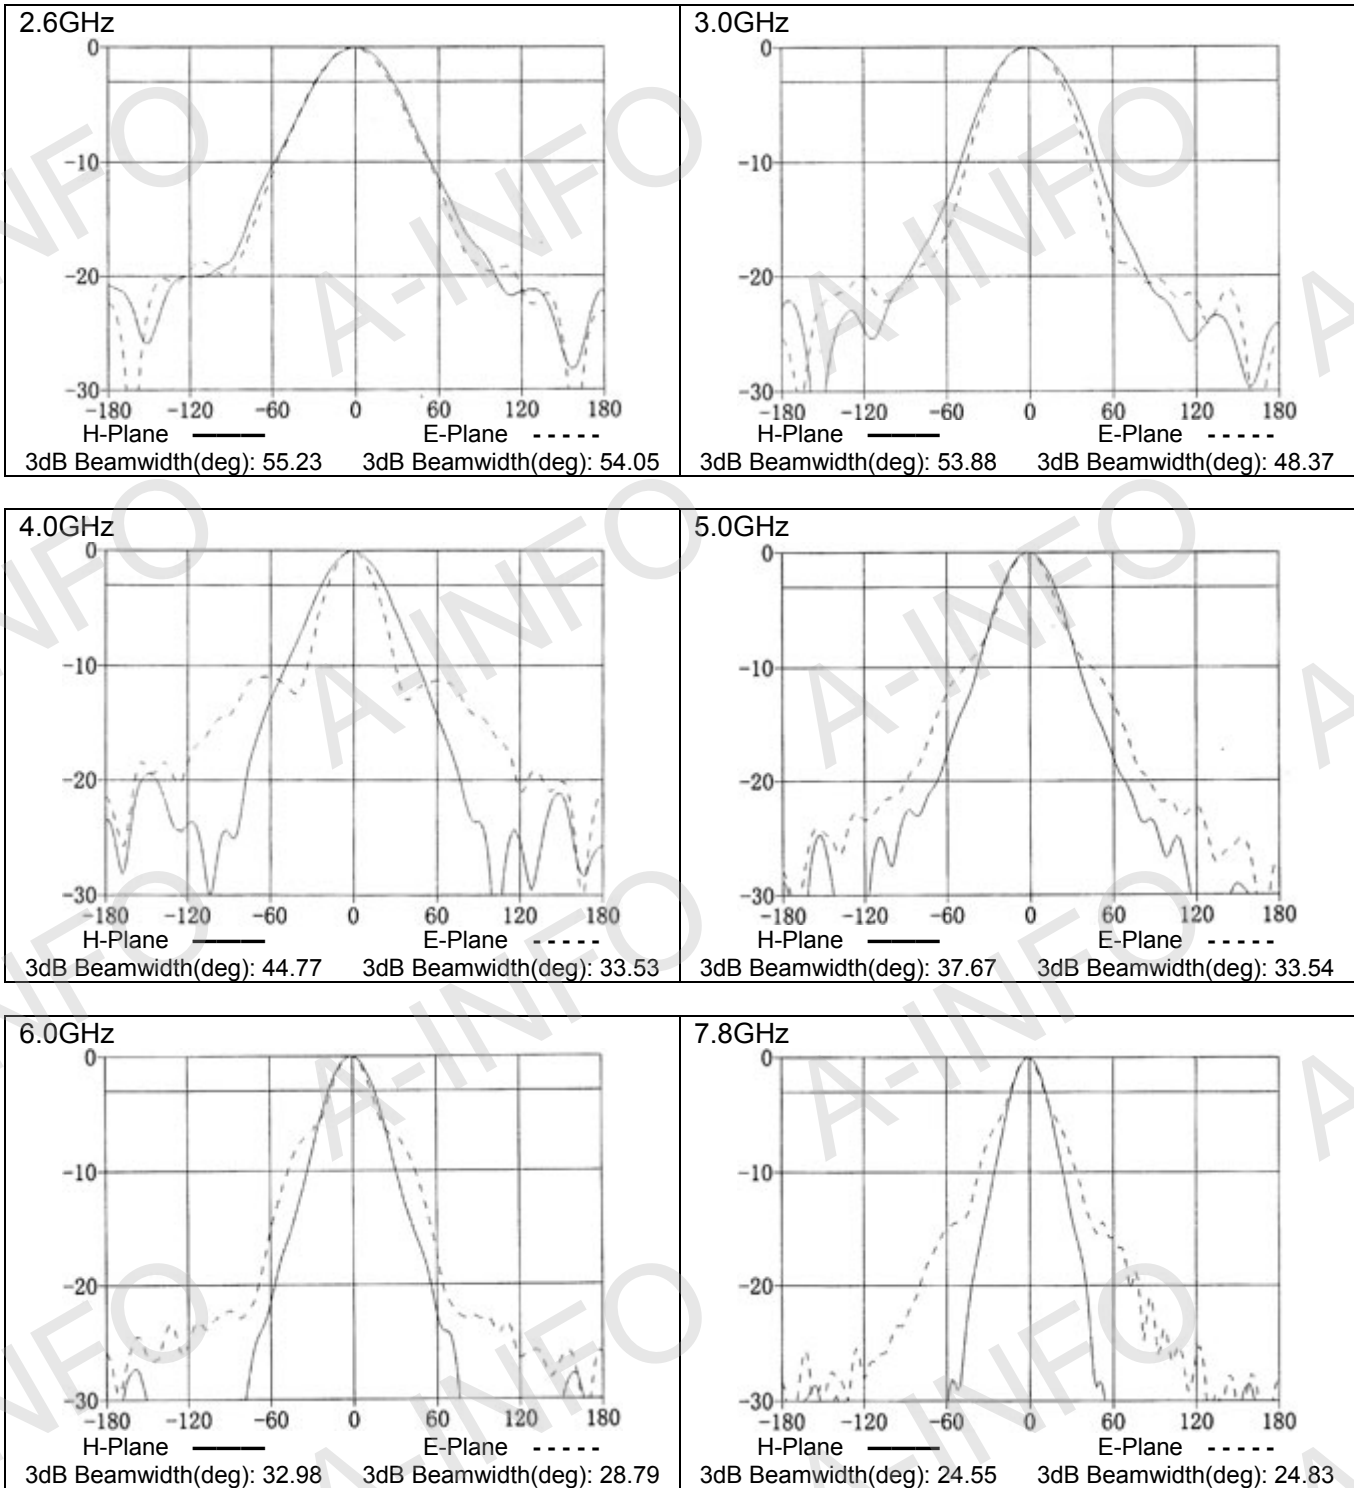 2.6GHz
0
-10
-20
-30
-180 -120 -60 0 60 120 180
H-Plane E-Plane
3dB Beamwidth(deg): 55.23 3dB Beamwidth(deg): 54.05
3.0GHz
0
-10
-20
-30
-180 -120 -60 0 60 120 180
H-Plane E-Plane
3dB Beamwidth(deg): 53.88 3dB Beamwidth(deg): 48.37
4.0GHz
0
-10
-20
-30
-180 -120 -60 0 60 120 180
H-Plane E-Plane
3dB Beamwidth(deg): 44.77 3dB Beamwidth(deg): 33.53
5.0GHz
0
-10
-20
-30
-180 -120 -60 0 60 120 180
H-Plane E-Plane
3dB Beamwidth(deg): 37.67 3dB Beamwidth(deg): 33.54
6.0GHz
0
-10
-20
-30
-180 -120 -60 0 60 120 180
H-Plane E-Plane
3dB Beamwidth(deg): 32.98 3dB Beamwidth(deg): 28.79
7.8GHz
0
-10
-20
-30
-180 -120 -60 0 60 120 180
H-Plane E-Plane
3dB Beamwidth(deg): 24.55 3dB Beamwidth(deg): 24.83
A-INFO
A-INFO
A-INFO
A-INFO
A-INFO
A-INFO